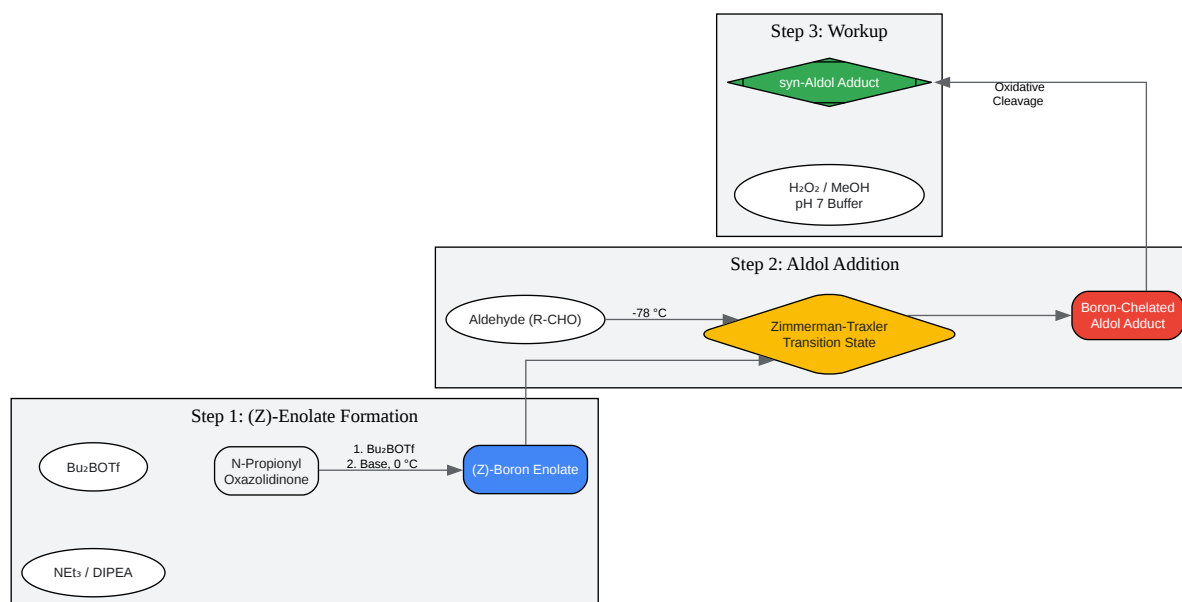 Step 3: Workup
syn-Aldol Adduct
Oxidative
Cleavage
H₂O₂ / MeOH
pH 7 Buffer
Step 2: Aldol Addition
Aldehyde (R-CHO)
-78 °C
Zimmerman-Traxler
Transition State
Boron-Chelated
Aldol Adduct
Step 1: (Z)-Enolate Formation
Bu₂BOTf
N-Propionyl
Oxazolidinone
1. Bu₂BOTf
2. Base, 0 °C
(Z)-Boron Enolate
NEt₃ / DIPEA